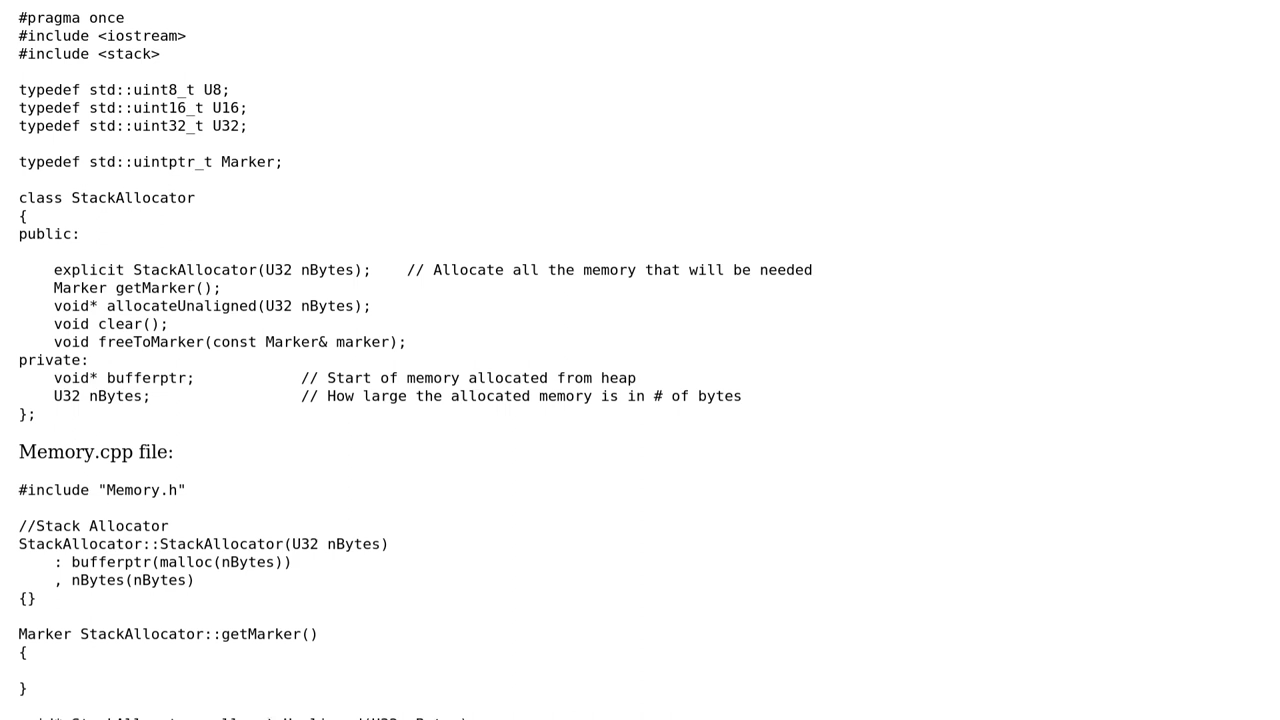 #pragma once
#include <iostream>
#include <stack>
typedef std::uint8_t U8;
typedef std::uint16_t U16;
typedef std::uint32_t U32;
typedef std::uintptr_t Marker;
class StackAllocator
{
public:
explicit StackAllocator(U32 nBytes);    // Allocate all the memory that will be needed
Marker getMarker();
void* allocateUnaligned(U32 nBytes);
void clear();
void freeToMarker(const Marker& marker);
private:
void* bufferptr;            // Start of memory allocated from heap
U32 nBytes;                 // How large the allocated memory is in # of bytes
};
Memory.cpp file:
#include "Memory.h"
//Stack Allocator
StackAllocator::StackAllocator(U32 nBytes)
: bufferptr(malloc(nBytes))
, nBytes(nBytes)
{}
Marker StackAllocator::getMarker()
{
}